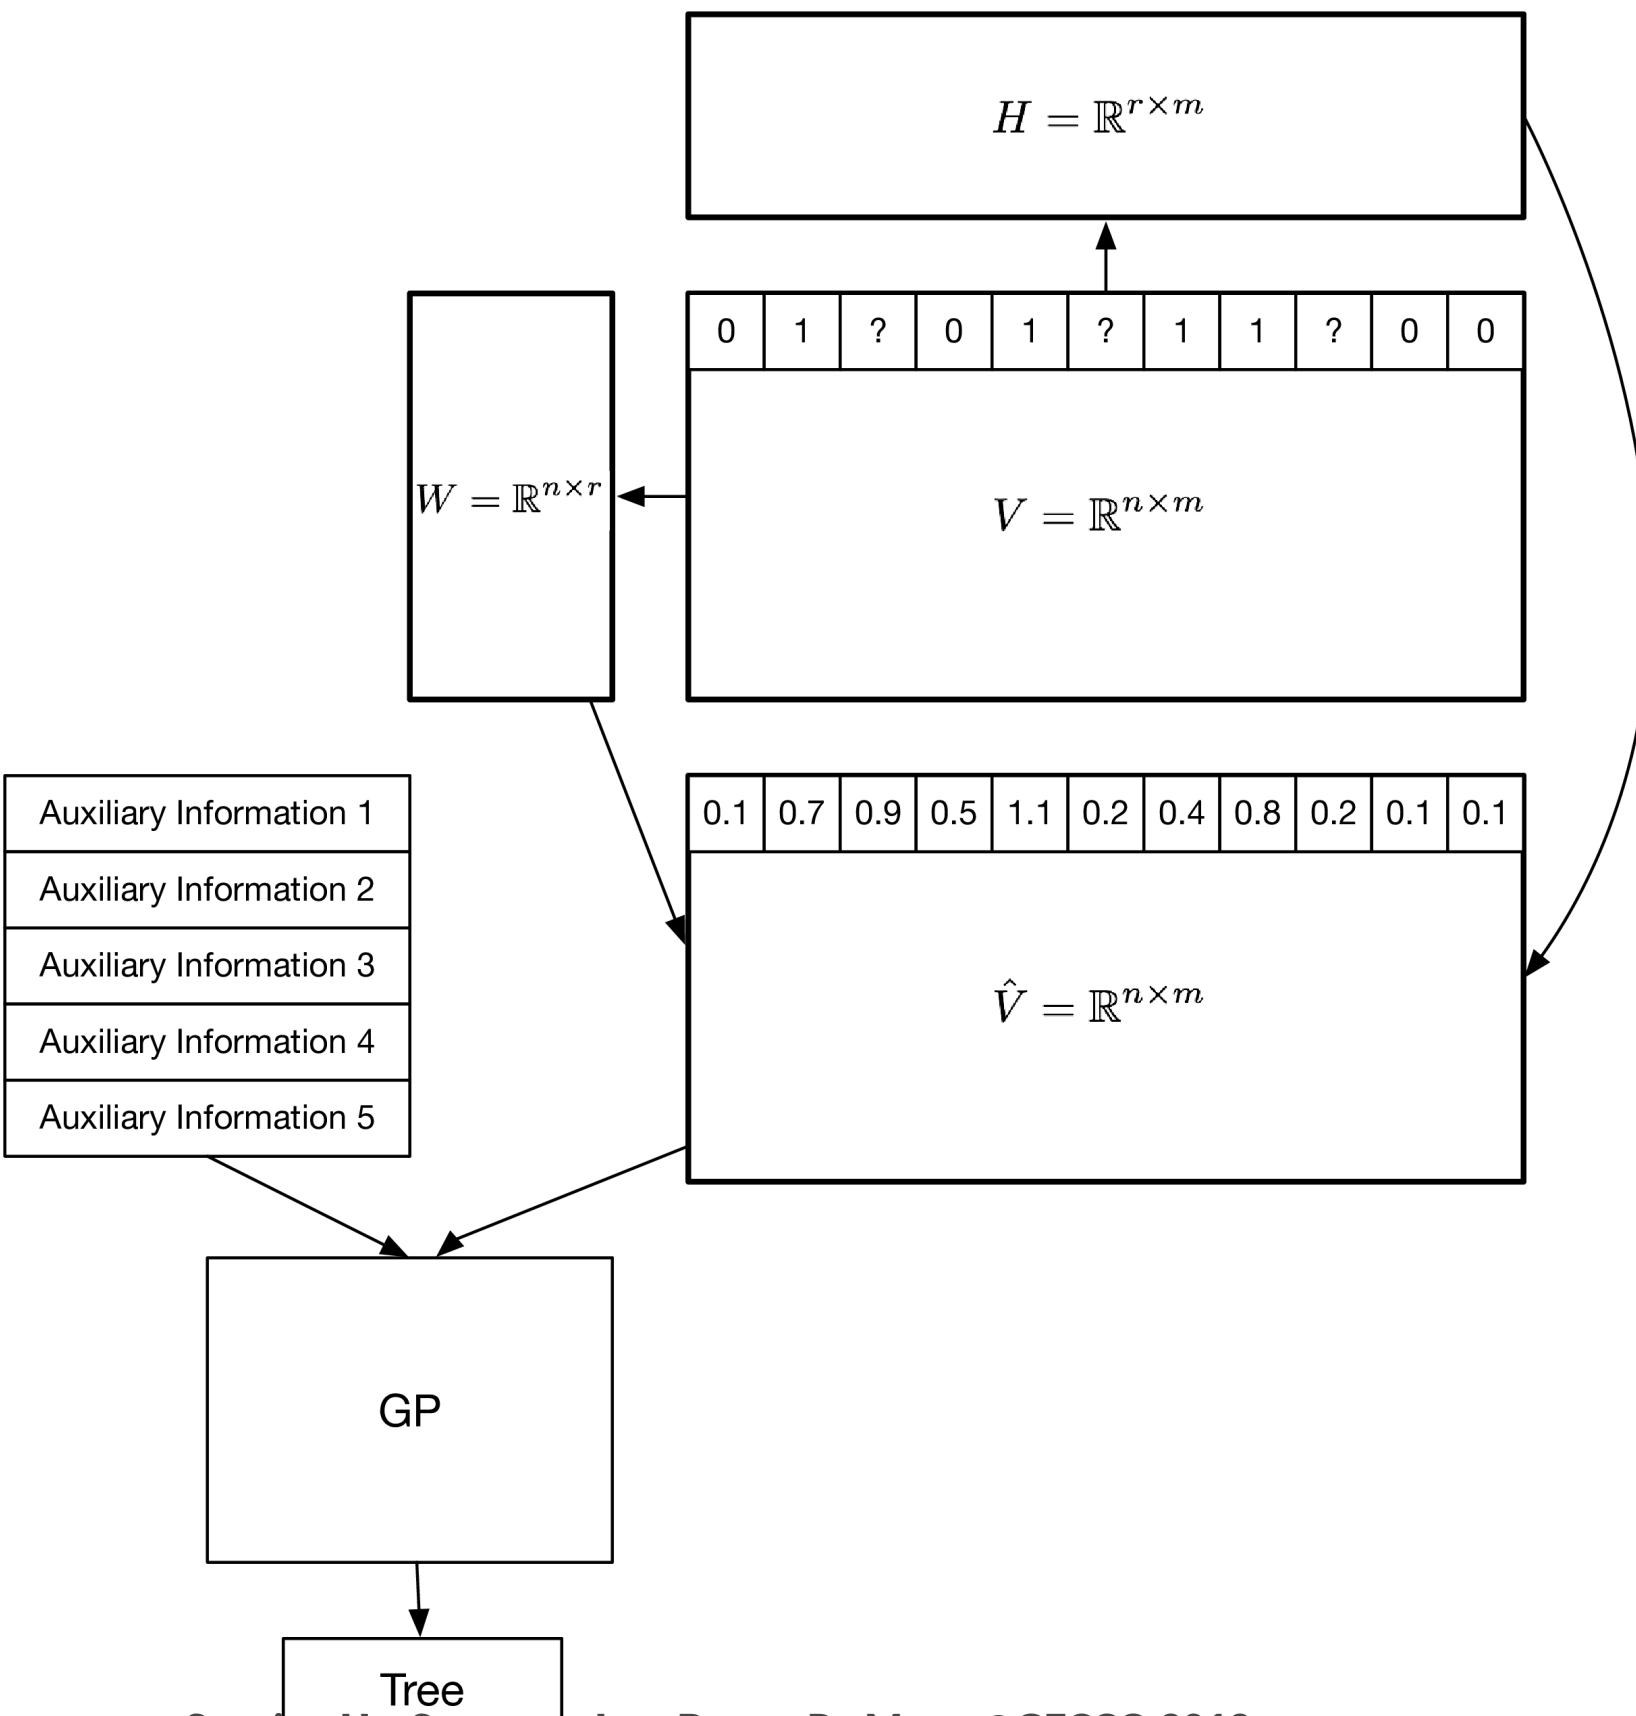 H = ℝ^{r×m}
0 1 ? 0 1 ? 1 1 ? 0 0
W = ℝ^{n×r}
V = ℝ^{n×m}
0.1 0.7 0.9 0.5 1.1 0.2 0.4 0.8 0.2 0.1 0.1
V̂ = ℝ^{n×m}
Auxiliary Information 1
Auxiliary Information 2
Auxiliary Information 3
Auxiliary Information 4
Auxiliary Information 5
GP
Tree